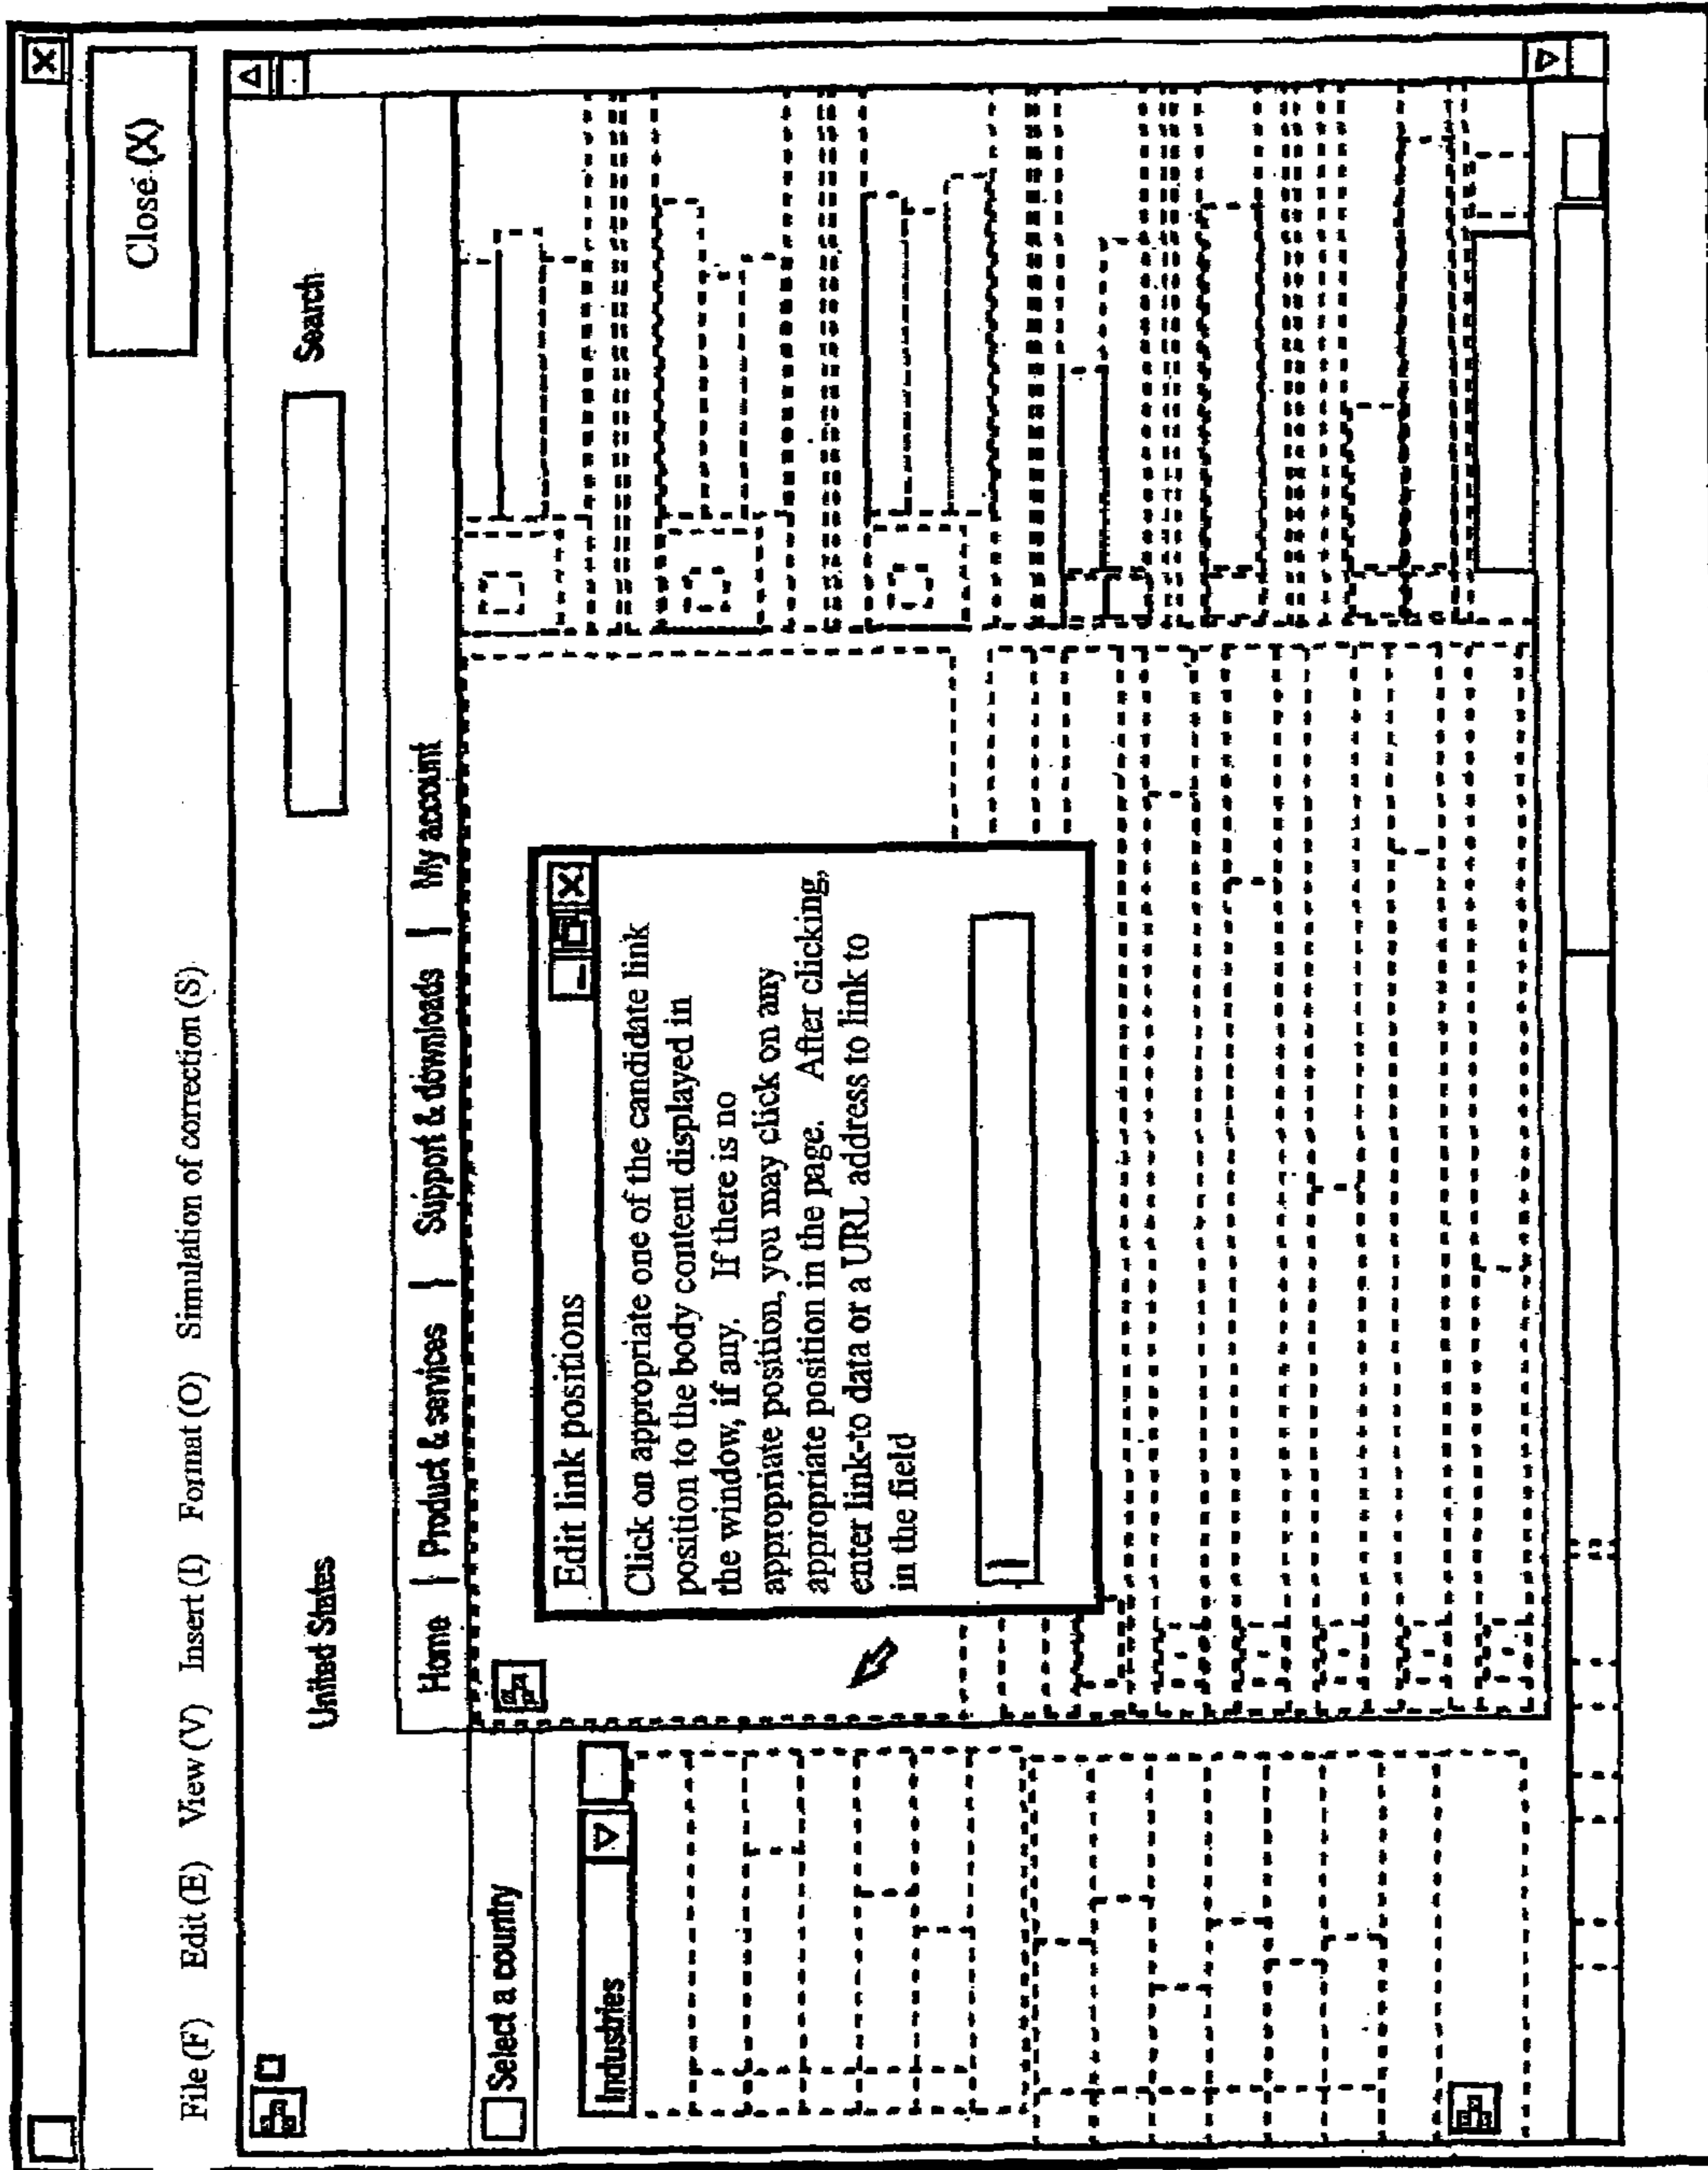 Close (X)
File (F) Edit (E) View (V) Insert (I) Format (O) Simulation of correction (S)
United States
Search
Home | Product & services | Support & downloads | My account
Select a country
Industries
Edit link positions
Click on appropriate one of the candidate link
position to the body content displayed in
the window, if any. If there is no
appropriate position, you may click on any
appropriate position in the page. After clicking,
enter link-to data or a URL address to link to
in the field